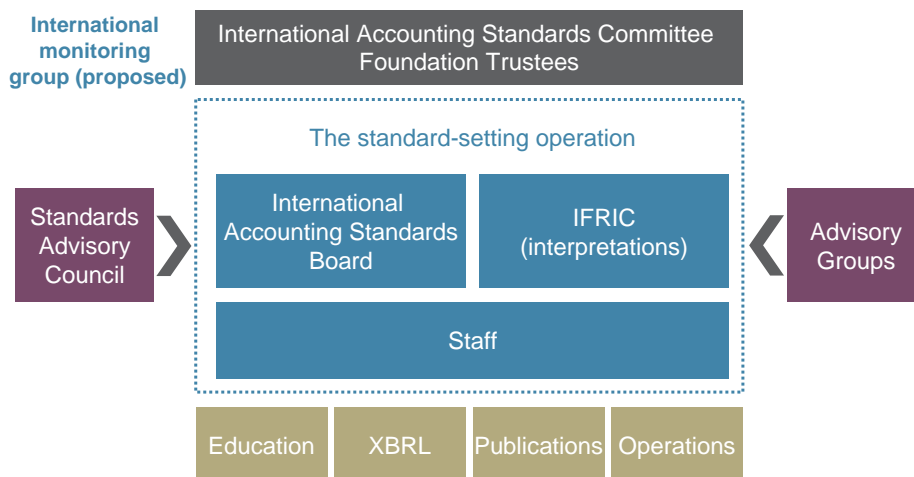 International
monitoring
group (proposed)
International Accounting Standards Committee
Foundation Trustees
The standard-setting operation
Standards
Advisory
Council
International
Accounting Standards
Board
IFRIC
(interpretations)
Advisory
Groups
Staff
Education
XBRL
Publications
Operations